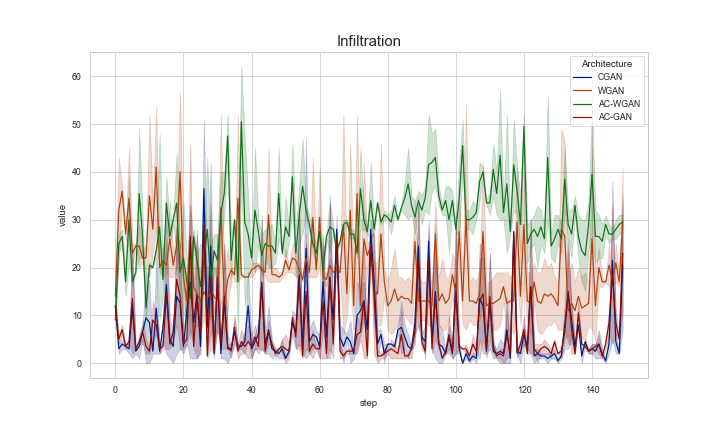 Infiltration
Architecture
CGAN
WGAN
AC-WGAN
AC-GAN
value
60
50
40
30
20
10
0
0 20 40 60 80 100 120 140
step